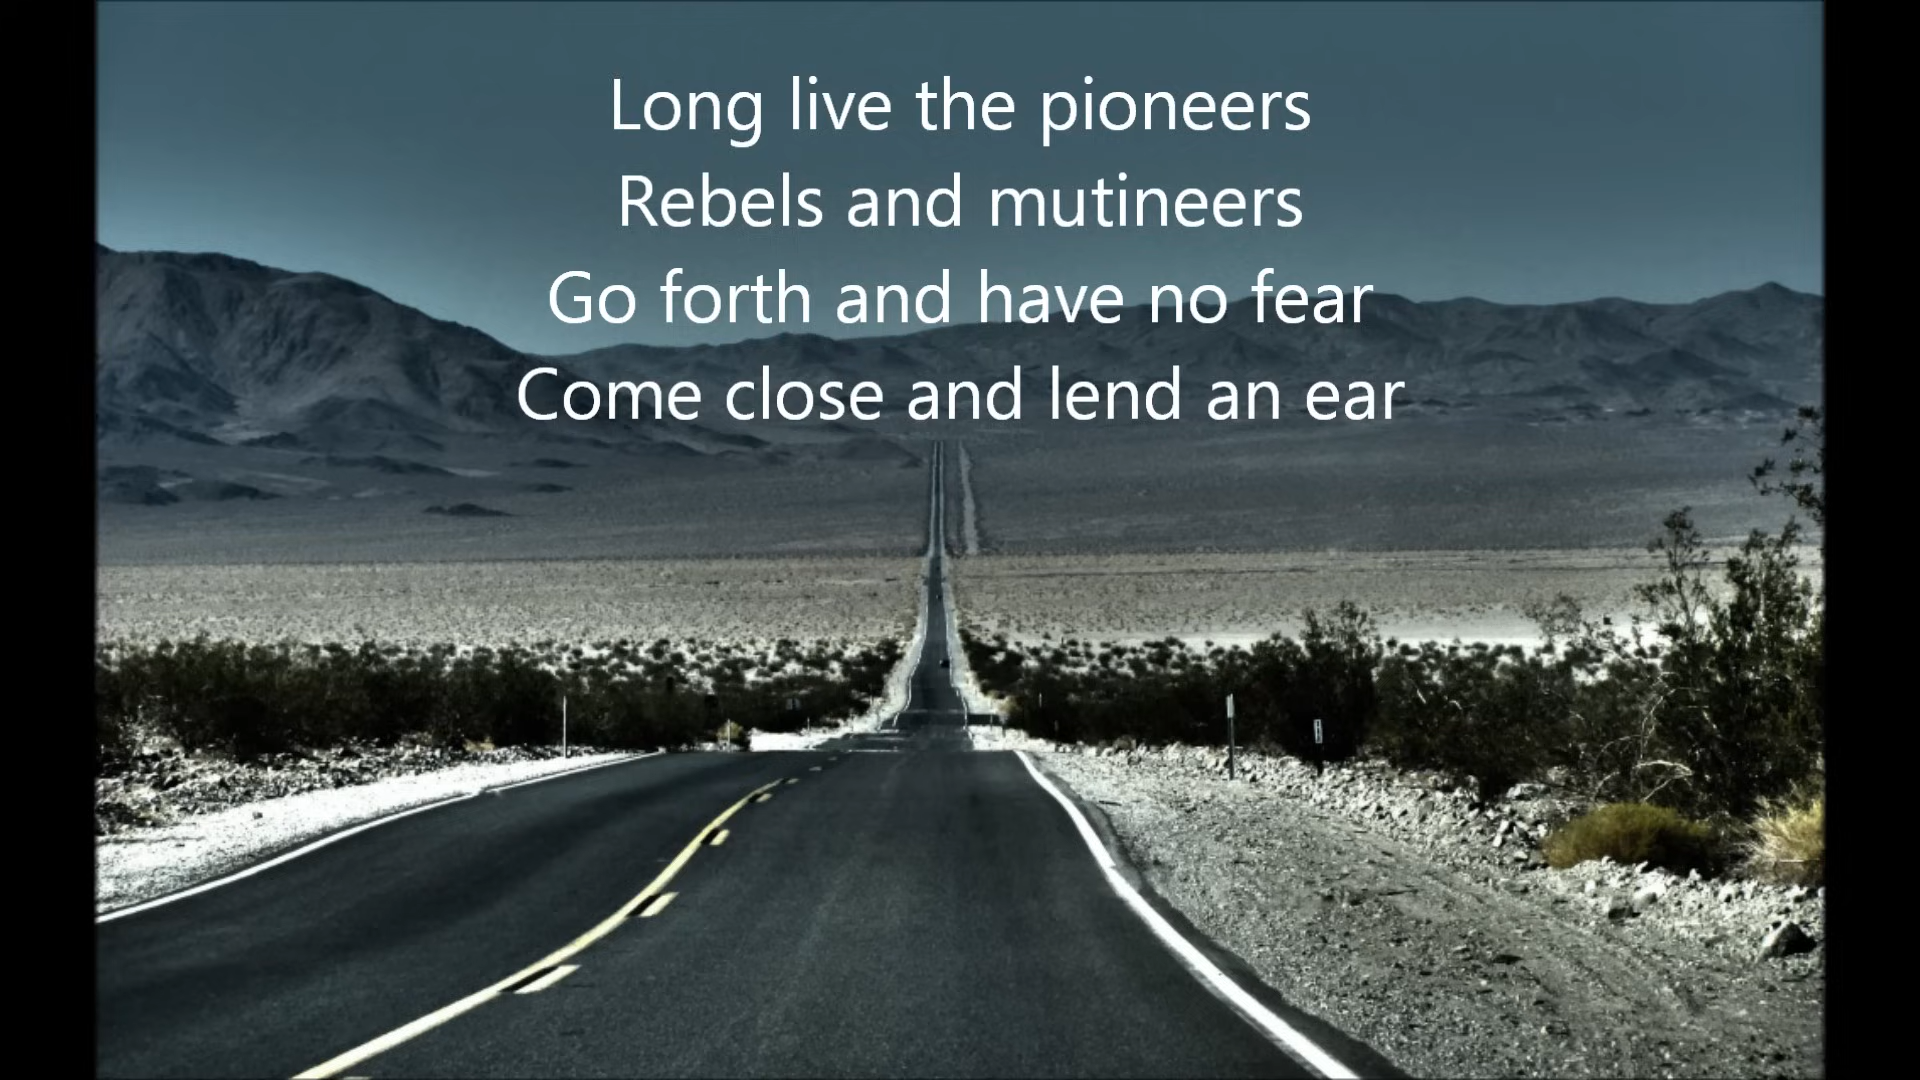 Long live the pioneers
Rebels and mutineers
Go forth and have no fear
Come close and lend an ear